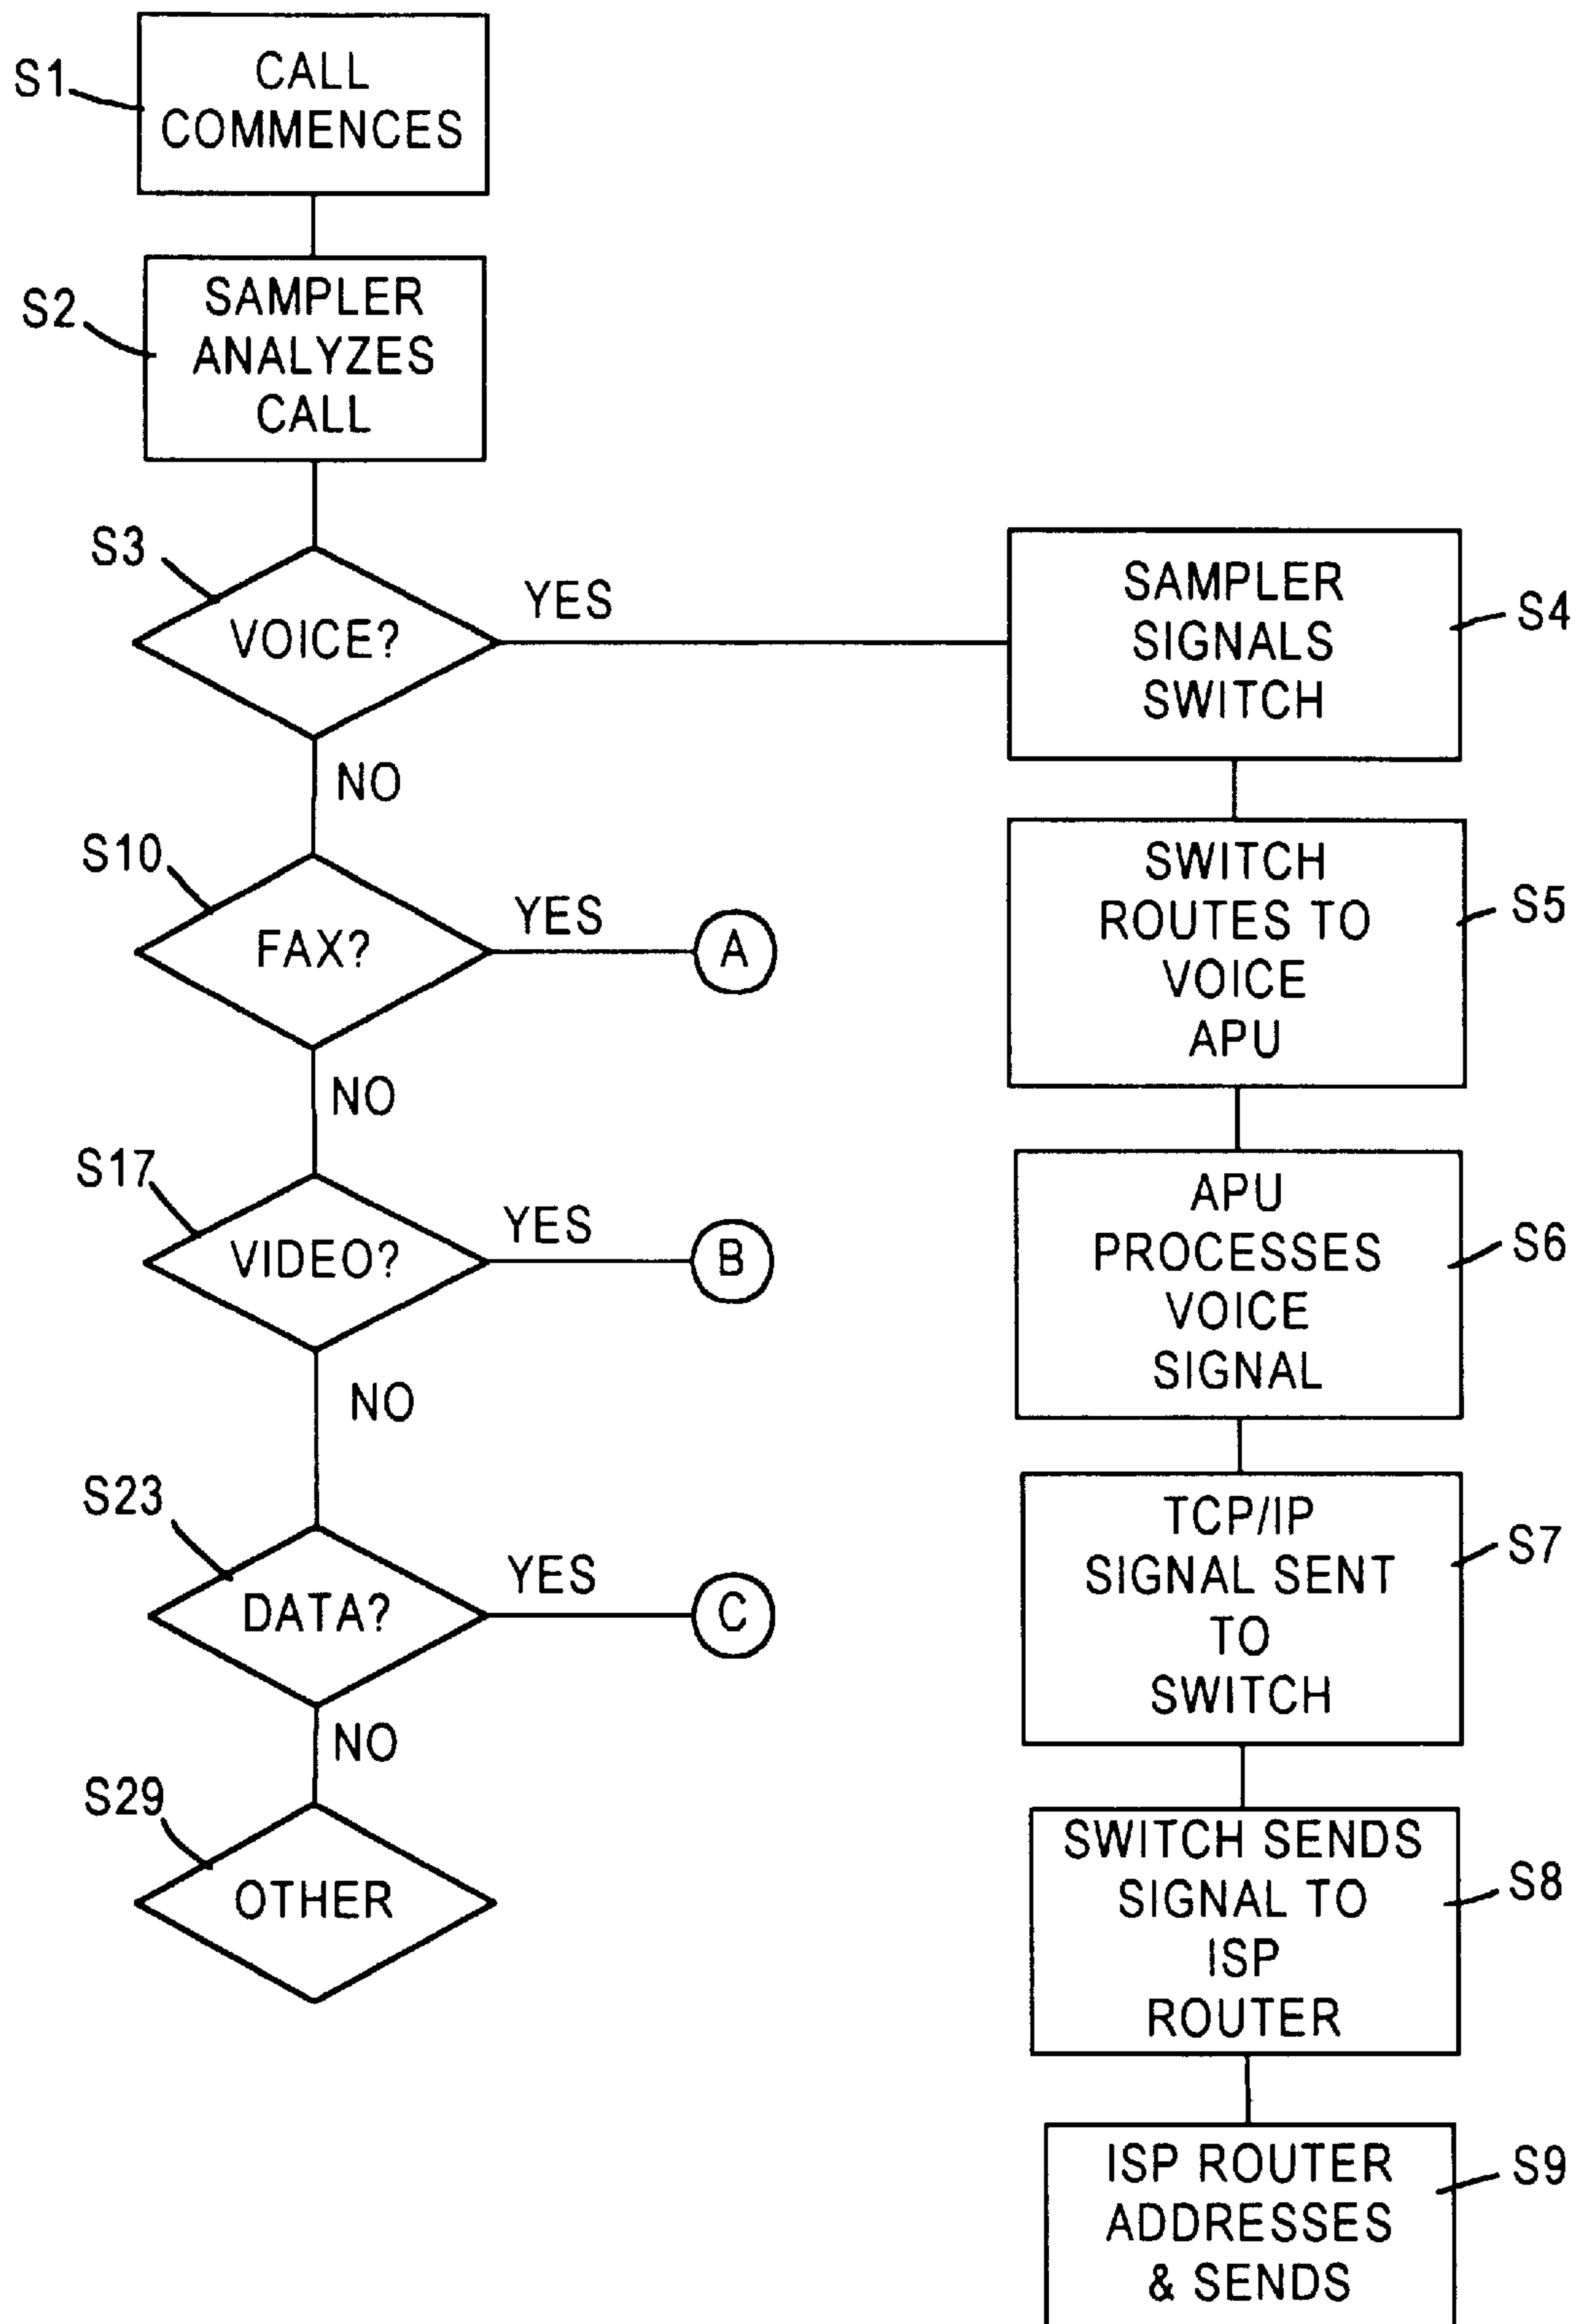 S1
CALL
COMMENCES
S2
SAMPLER
ANALYZES
CALL
S3
VOICE?
YES
NO
SAMPLER
SIGNALS
SWITCH
S4
SWITCH
ROUTES TO
VOICE
APU
S5
APU
PROCESSES
VOICE
SIGNAL
S6
TCP/IP
SIGNAL SENT
TO
SWITCH
S7
SWITCH SENDS
SIGNAL TO
ISP
ROUTER
S8
ISP ROUTER
ADDRESSES
& SENDS
S9
S10
FAX?
YES
A
NO
S17
VIDEO?
YES
B
NO
S23
DATA?
YES
C
NO
S29
OTHER